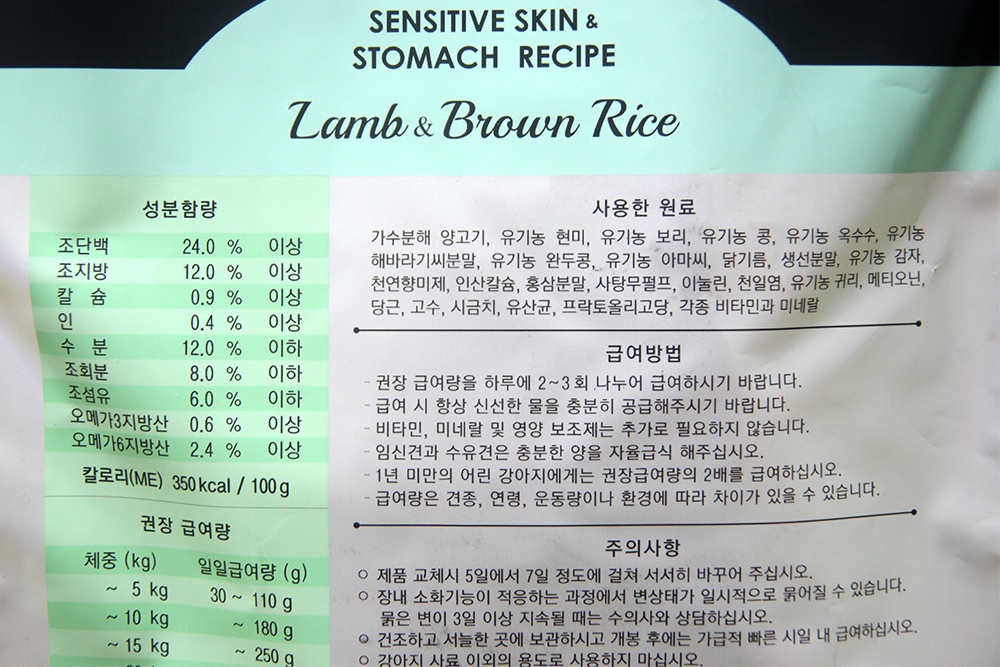 SENSITIVE SKIN &
STOMACH RECIPE
Lamb & Brown Rice
성분함량
조단백 24.0 % 이상
조지방 12.0 % 이상
칼 슘 0.9 % 이상
인 0.4 % 이상
수 분 12.0 % 이하
조회분 8.0 % 이하
조섬유 6.0 % 이하
오메가3지방산 0.6 % 이상
오메가6지방산 2.4 % 이상
칼로리(ME) 350kcal / 100g
권장 급여량
체중 (kg) 일일급여량 (g)
~ 5 kg 30 ~ 110 g
~ 10 kg ~ 180 g
~ 15 kg ~ 250 g
사용한 원료
가수분해 양고기, 유기농 현미, 유기농 보리, 유기농 콩, 유기농 옥수수, 유기농
해바라기씨분말, 유기농 완두콩, 유기농 아마씨, 닭기름, 생선분말, 유기농 감자,
천연향미제, 인산칼슘, 홍삼분말, 사탕무펄프, 이눌린, 천일염, 유기농 귀리, 메티오닌,
당근, 고수, 시금치, 유산균, 프락토올리고당, 각종 비타민과 미네랄
급여방법
- 권장 급여량을 하루에 2~3회 나누어 급여하시기 바랍니다.
- 급여 시 항상 신선한 물을 충분히 공급해주시기 바랍니다.
- 비타민, 미네랄 및 영양 보조제는 추가로 필요하지 않습니다.
- 임신견과 수유견은 충분한 양을 자율급식 해주십시오.
- 1년 미만의 어린 강아지에게는 권장급여량의 2배를 급여하십시오.
- 급여량은 견종, 연령, 운동량이나 환경에 따라 차이가 있을 수 있습니다.
주의사항
○ 제품 교체시 5일에서 7일 정도에 걸쳐 서서히 바꾸어 주십시오.
○ 장내 소화기능이 적응하는 과정에서 변상태가 일시적으로 묽어질 수 있습니다.
묽은 변이 3일 이상 지속될 때는 수의사와 상담하십시오.
○ 건조하고 서늘한 곳에 보관하시고 개봉 후에는 가급적 빠른 시일 내 급여하십시오.
○ 강아지 사료 이외의 용도로 사용하지 마십시오.